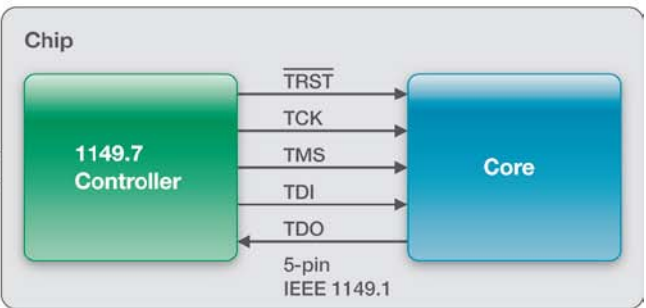 Chip
1149.7
Controller
TRST
TCK
TMS
TDI
TDO
5-pin
IEEE 1149.1
Core